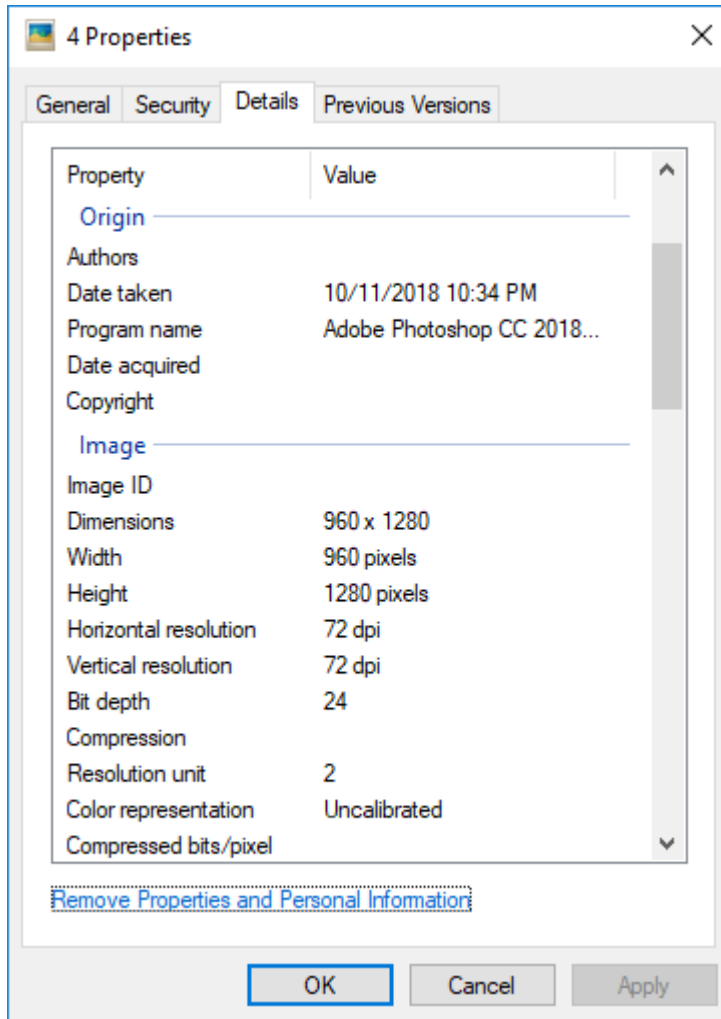 4 Properties
General Security Details Previous Versions
Property Value
Origin
Authors
Date taken 10/11/2018 10:34 PM
Program name Adobe Photoshop CC 2018...
Date acquired
Copyright
Image
Image ID
Dimensions 960 x 1280
Width 960 pixels
Height 1280 pixels
Horizontal resolution 72 dpi
Vertical resolution 72 dpi
Bit depth 24
Compression
Resolution unit 2
Color representation Uncalibrated
Compressed bits/pixel
Remove Properties and Personal Information
OK Cancel Apply